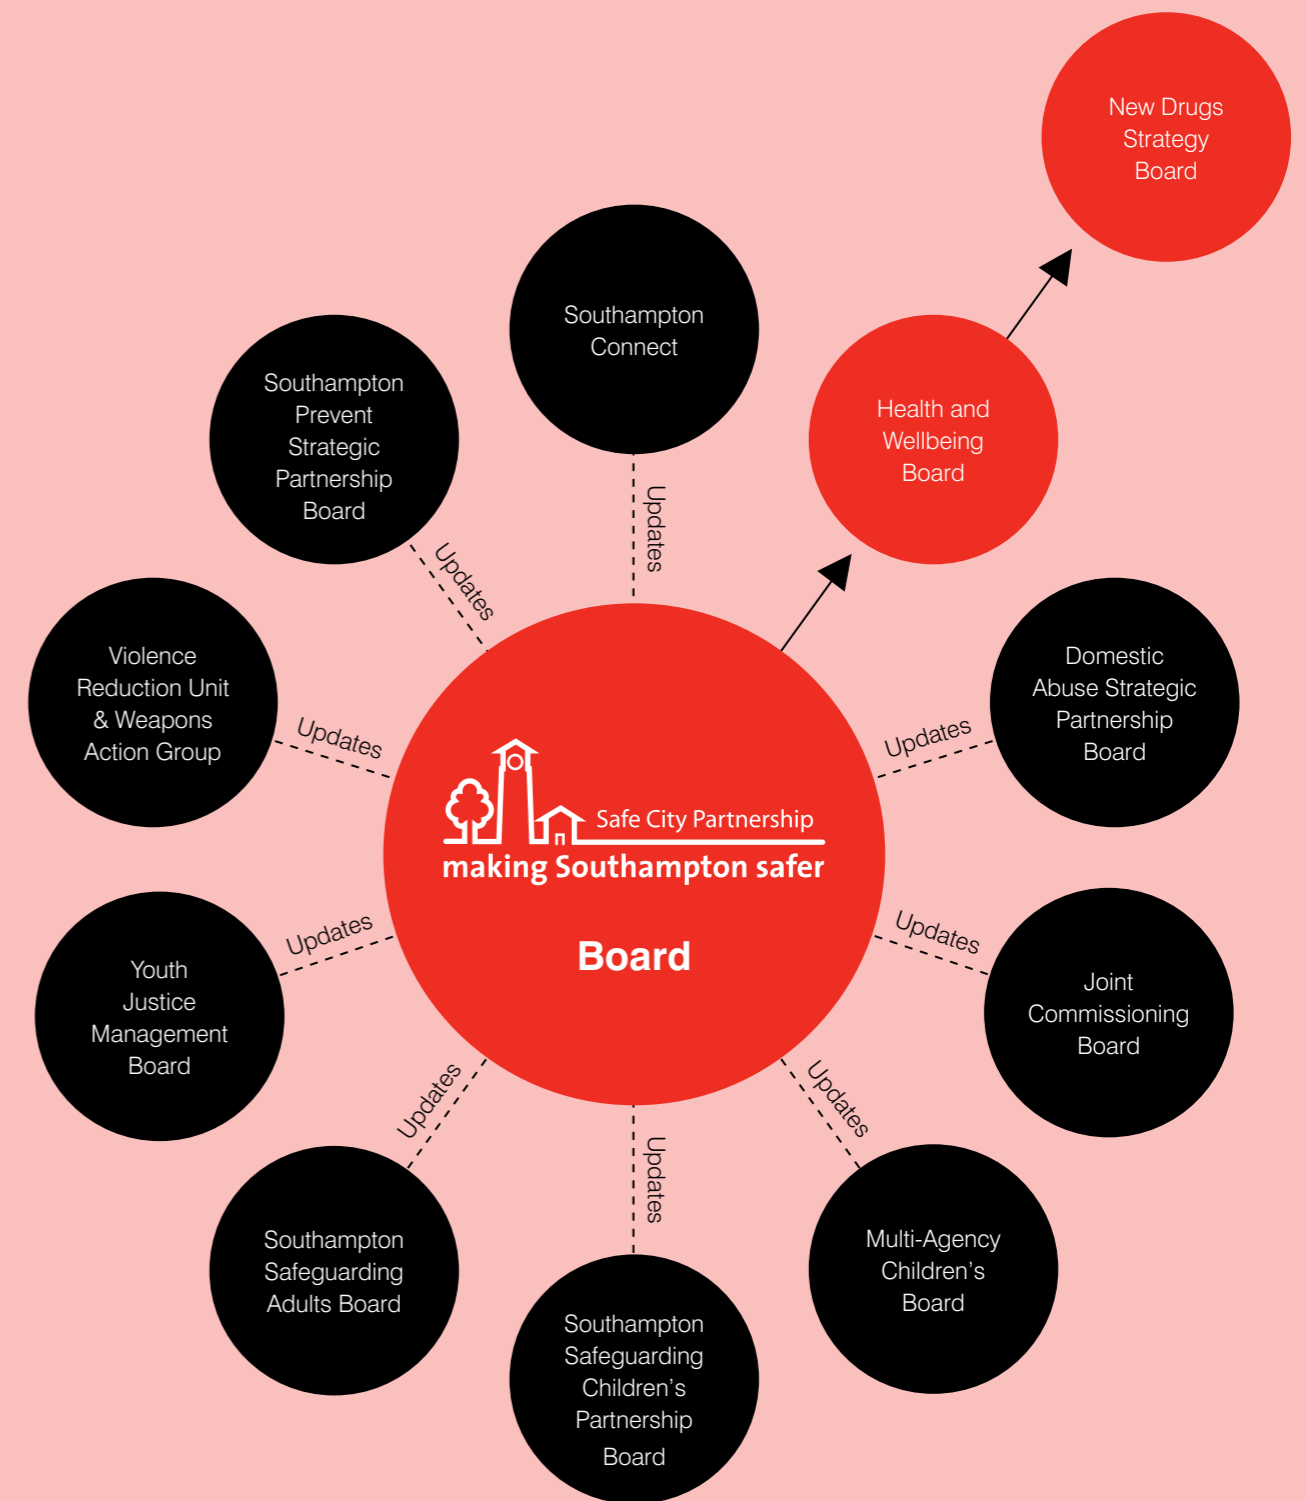 New Drugs
Strategy
Board
Southampton
Connect
Health and
Wellbeing
Board
Southampton
Prevent
Strategic
Partnership
Board
Updates
Updates
Violence
Reduction Unit
& Weapons
Action Group
Updates
Domestic
Abuse Strategic
Partnership
Board
Updates
Safe City Partnership
making Southampton safer
Board
Youth
Justice
Management
Board
Updates
Joint
Commissioning
Board
Updates
Southampton
Safeguarding
Adults Board
Updates
Southampton
Safeguarding
Children's
Partnership
Board
Updates
Multi-Agency
Children's
Board
Updates